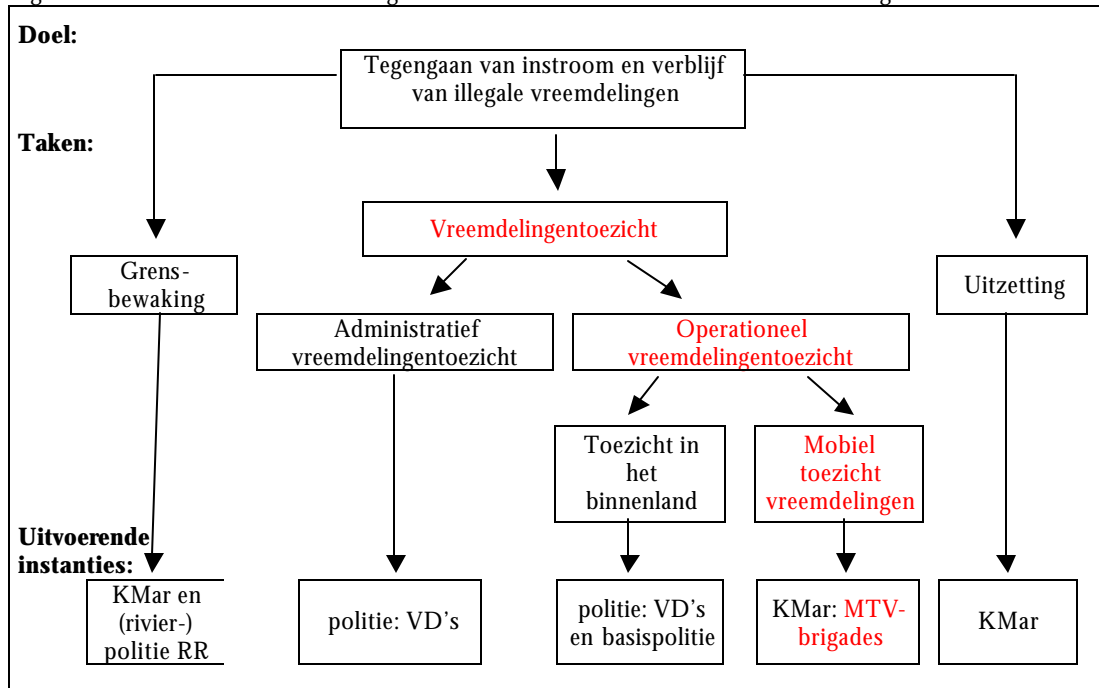 Doel:
Tegengaan van instroom en verblijf
van illegale vreemdelingen
Taken:
Vreemdelingentoezicht
Grens-
bewaking
Uitzetting
Administratief
vreemdelingentoezicht
Operationeel
vreemdelingentoezicht
Toezicht in
het
binnenland
Mobiel
toezicht
vreemdelingen
Uitvoerende
instanties:
KMar en
(rivier-)
politie RR
politie: VD's
politie: VD's
en basispolitie
KMar: MTV-
brigades
KMar